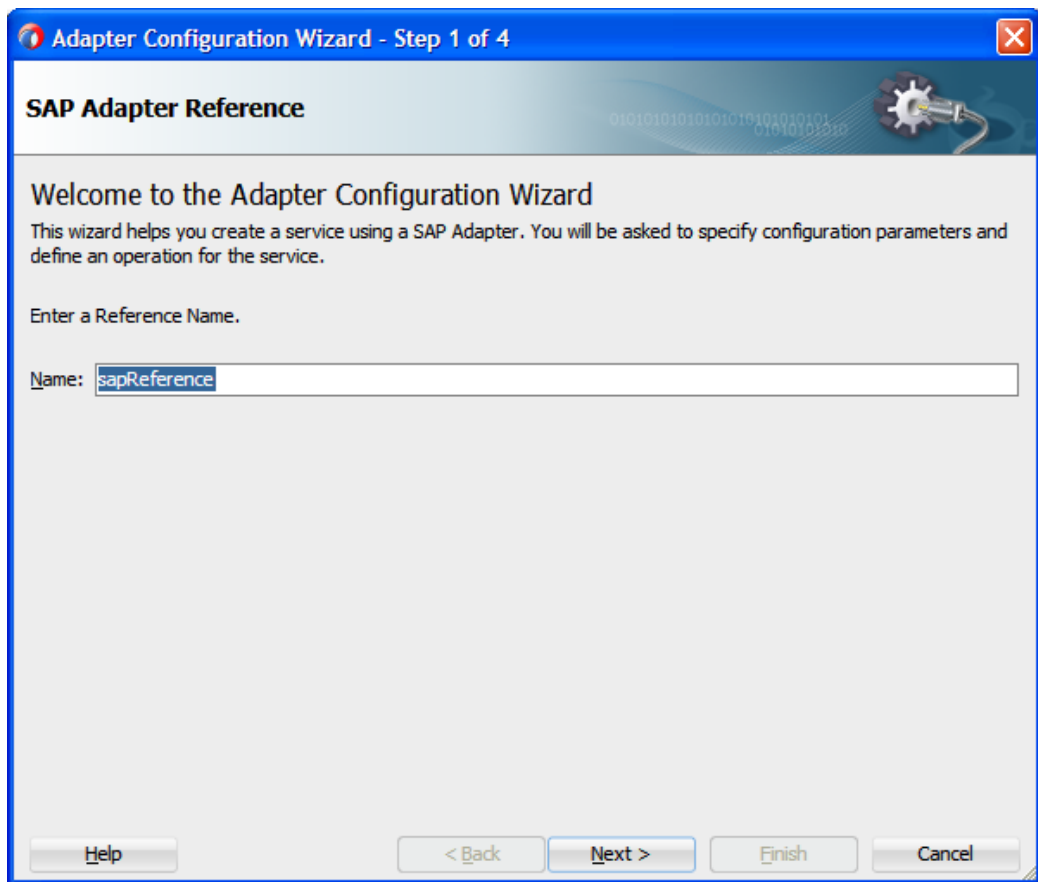 Adapter Configuration Wizard - Step 1 of 4
SAP Adapter Reference
Welcome to the Adapter Configuration Wizard
This wizard helps you create a service using a SAP Adapter. You will be asked to specify configuration parameters and
define an operation for the service.
Enter a Reference Name.
Name: sapReference
Help < Back Next > Finish Cancel